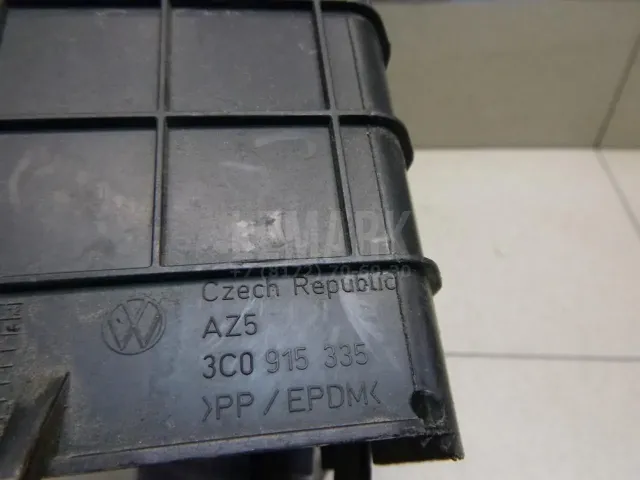 Czech Republic
AZ5
3C0 915 335
>PP/EPDM<